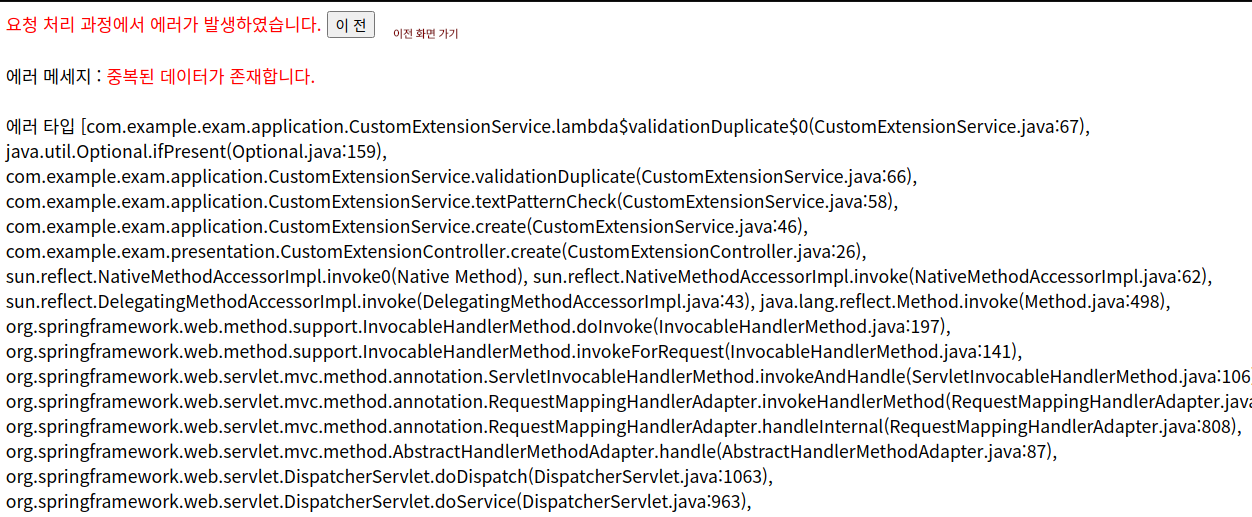 요청 처리 과정에서 에러가 발생하였습니다. 이 전 이전 화면 가기
에러 메세지 : 중복된 데이터가 존재합니다.
에러 타입 [com.example.exam.application.CustomExtensionService.lambda$validationDuplicate$0(CustomExtensionService.java:67),
java.util.Optional.ifPresent(Optional.java:159),
com.example.exam.application.CustomExtensionService.validationDuplicate(CustomExtensionService.java:66),
com.example.exam.application.CustomExtensionService.textPatternCheck(CustomExtensionService.java:58),
com.example.exam.application.CustomExtensionService.create(CustomExtensionService.java:46),
com.example.exam.presentation.CustomExtensionController.create(CustomExtensionController.java:26),
sun.reflect.NativeMethodAccessorImpl.invoke0(Native Method), sun.reflect.NativeMethodAccessorImpl.invoke(NativeMethodAccessorImpl.java:62),
sun.reflect.DelegatingMethodAccessorImpl.invoke(DelegatingMethodAccessorImpl.java:43), java.lang.reflect.Method.invoke(Method.java:498),
org.springframework.web.method.support.InvocableHandlerMethod.doInvoke(InvocableHandlerMethod.java:197),
org.springframework.web.method.support.InvocableHandlerMethod.invokeForRequest(InvocableHandlerMethod.java:141),
org.springframework.web.servlet.mvc.method.annotation.ServletInvocableHandlerMethod.invokeAndHandle(ServletInvocableHandlerMethod.java:106
org.springframework.web.servlet.mvc.method.annotation.RequestMappingHandlerAdapter.invokeHandlerMethod(RequestMappingHandlerAdapter.java
org.springframework.web.servlet.mvc.method.annotation.RequestMappingHandlerAdapter.handleInternal(RequestMappingHandlerAdapter.java:808),
org.springframework.web.servlet.mvc.method.AbstractHandlerMethodAdapter.handle(AbstractHandlerMethodAdapter.java:87),
org.springframework.web.servlet.DispatcherServlet.doDispatch(DispatcherServlet.java:1063),
org.springframework.web.servlet.DispatcherServlet.doService(DispatcherServlet.java:963),